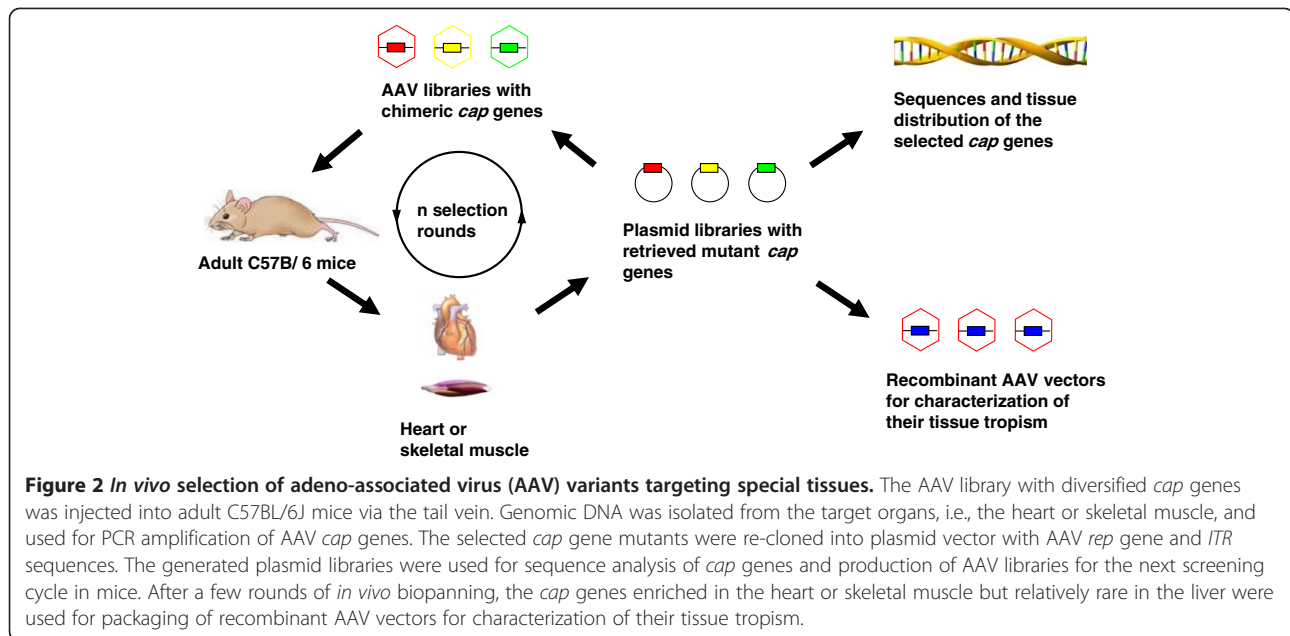 AAV libraries with
chimeric cap genes
Sequences and tissue
distribution of the
selected cap genes
n selection
rounds
Adult C57B/ 6 mice
Plasmid libraries with
retrieved mutant cap
genes
Heart or
skeletal muscle
Recombinant AAV vectors
for characterization of
their tissue tropism
Figure 2 In vivo selection of adeno-associated virus (AAV) variants targeting special tissues. The AAV library with diversified cap genes
was injected into adult C57BL/6J mice via the tail vein. Genomic DNA was isolated from the target organs, i.e., the heart or skeletal muscle, and
used for PCR amplification of AAV cap genes. The selected cap gene mutants were re-cloned into plasmid vector with AAV rep gene and ITR
sequences. The generated plasmid libraries were used for sequence analysis of cap genes and production of AAV libraries for the next screening
cycle in mice. After a few rounds of in vivo biopanning, the cap genes enriched in the heart or skeletal muscle but relatively rare in the liver were
used for packaging of recombinant AAV vectors for characterization of their tissue tropism.